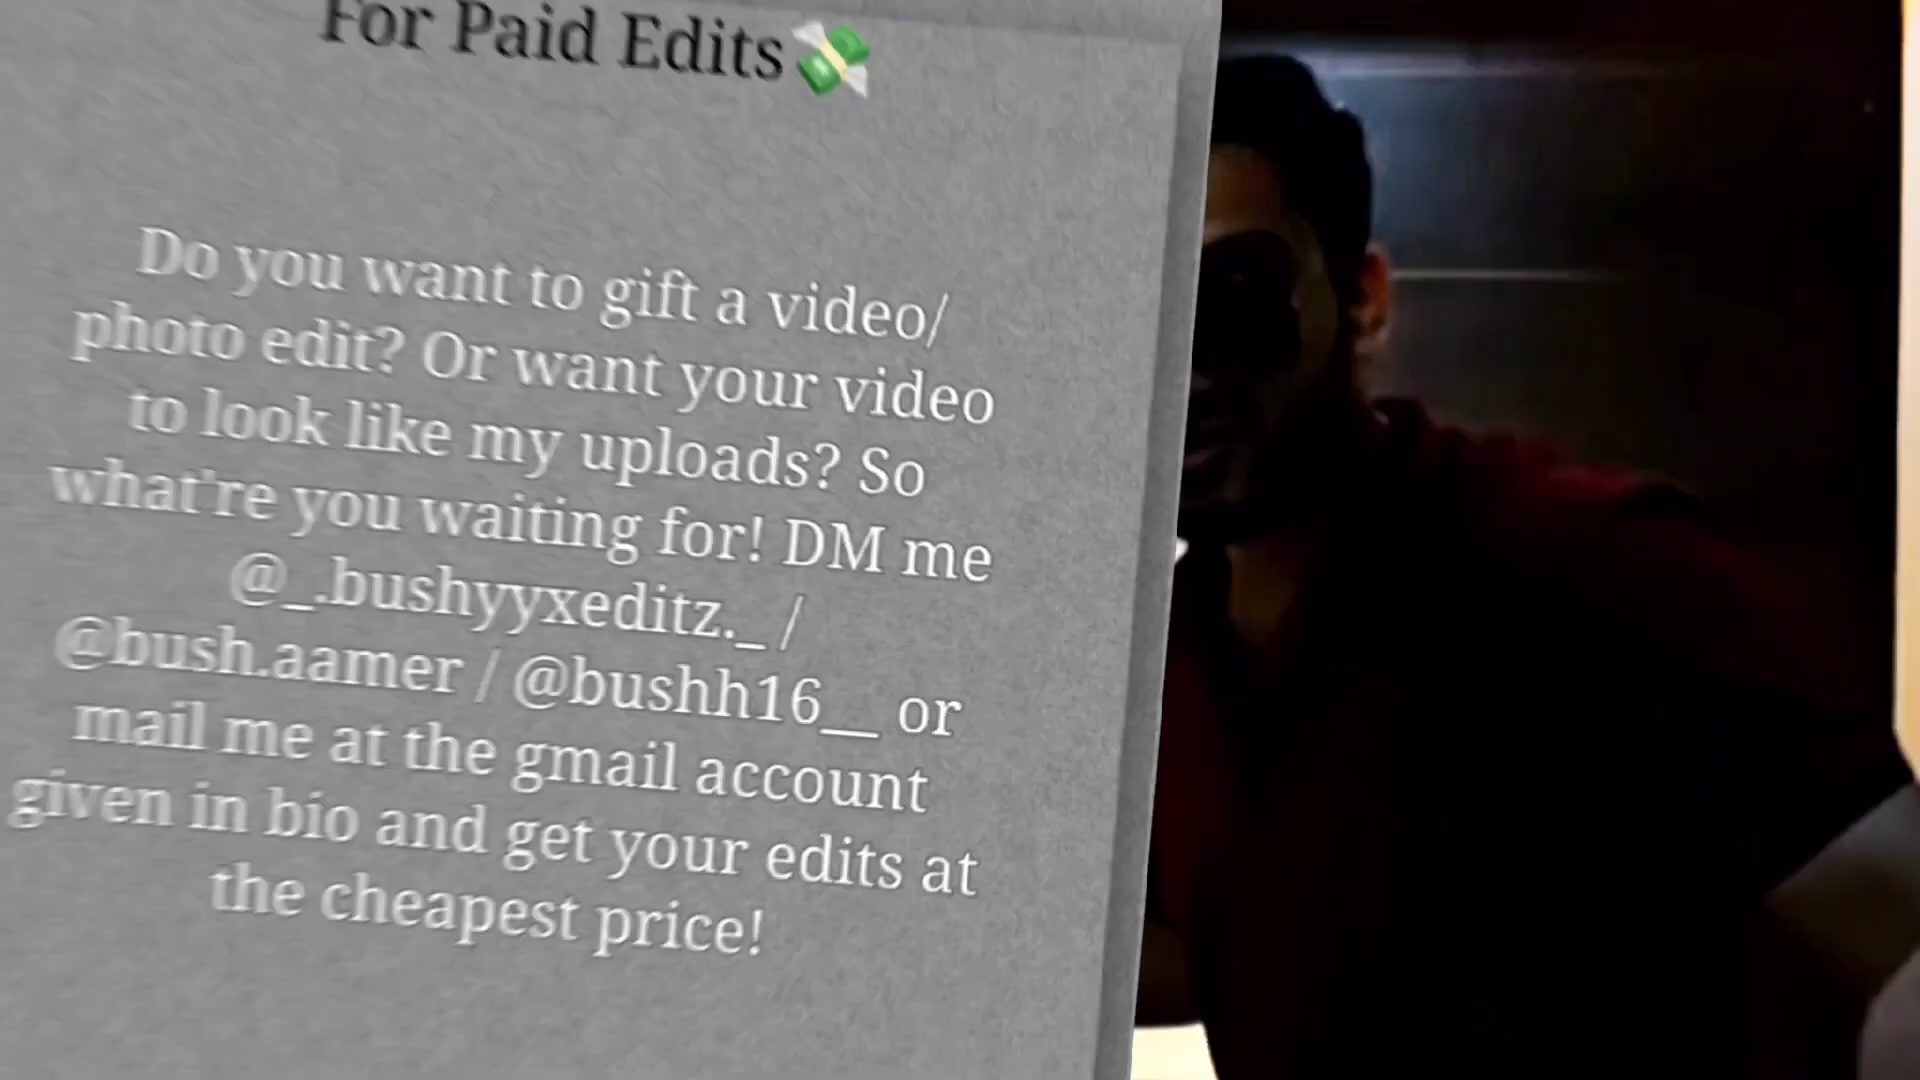 For Paid Edits💸
Do you want to gift a video/
photo edit? Or want your video
to look like my uploads? So
what're you waiting for! DM me
@_.bushyyxeditz._ /
@bush.aamer / @bushh16__ or
mail me at the gmail account
given in bio and get your edits at
the cheapest price!